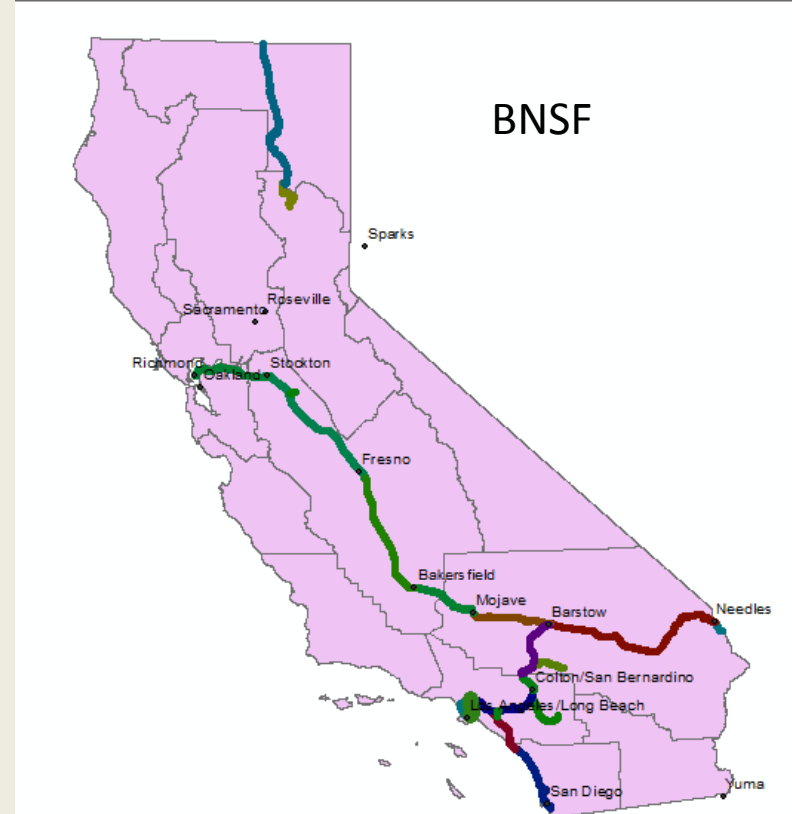 BNSF
Sparks
Roseville
Sacramento
Richmond
Oakland
Stockton
Fresno
Bakersfield
Mojave
Barstow
Needles
Colton/San Bernardino
Los Angeles/Long Beach
San Diego
Yuma